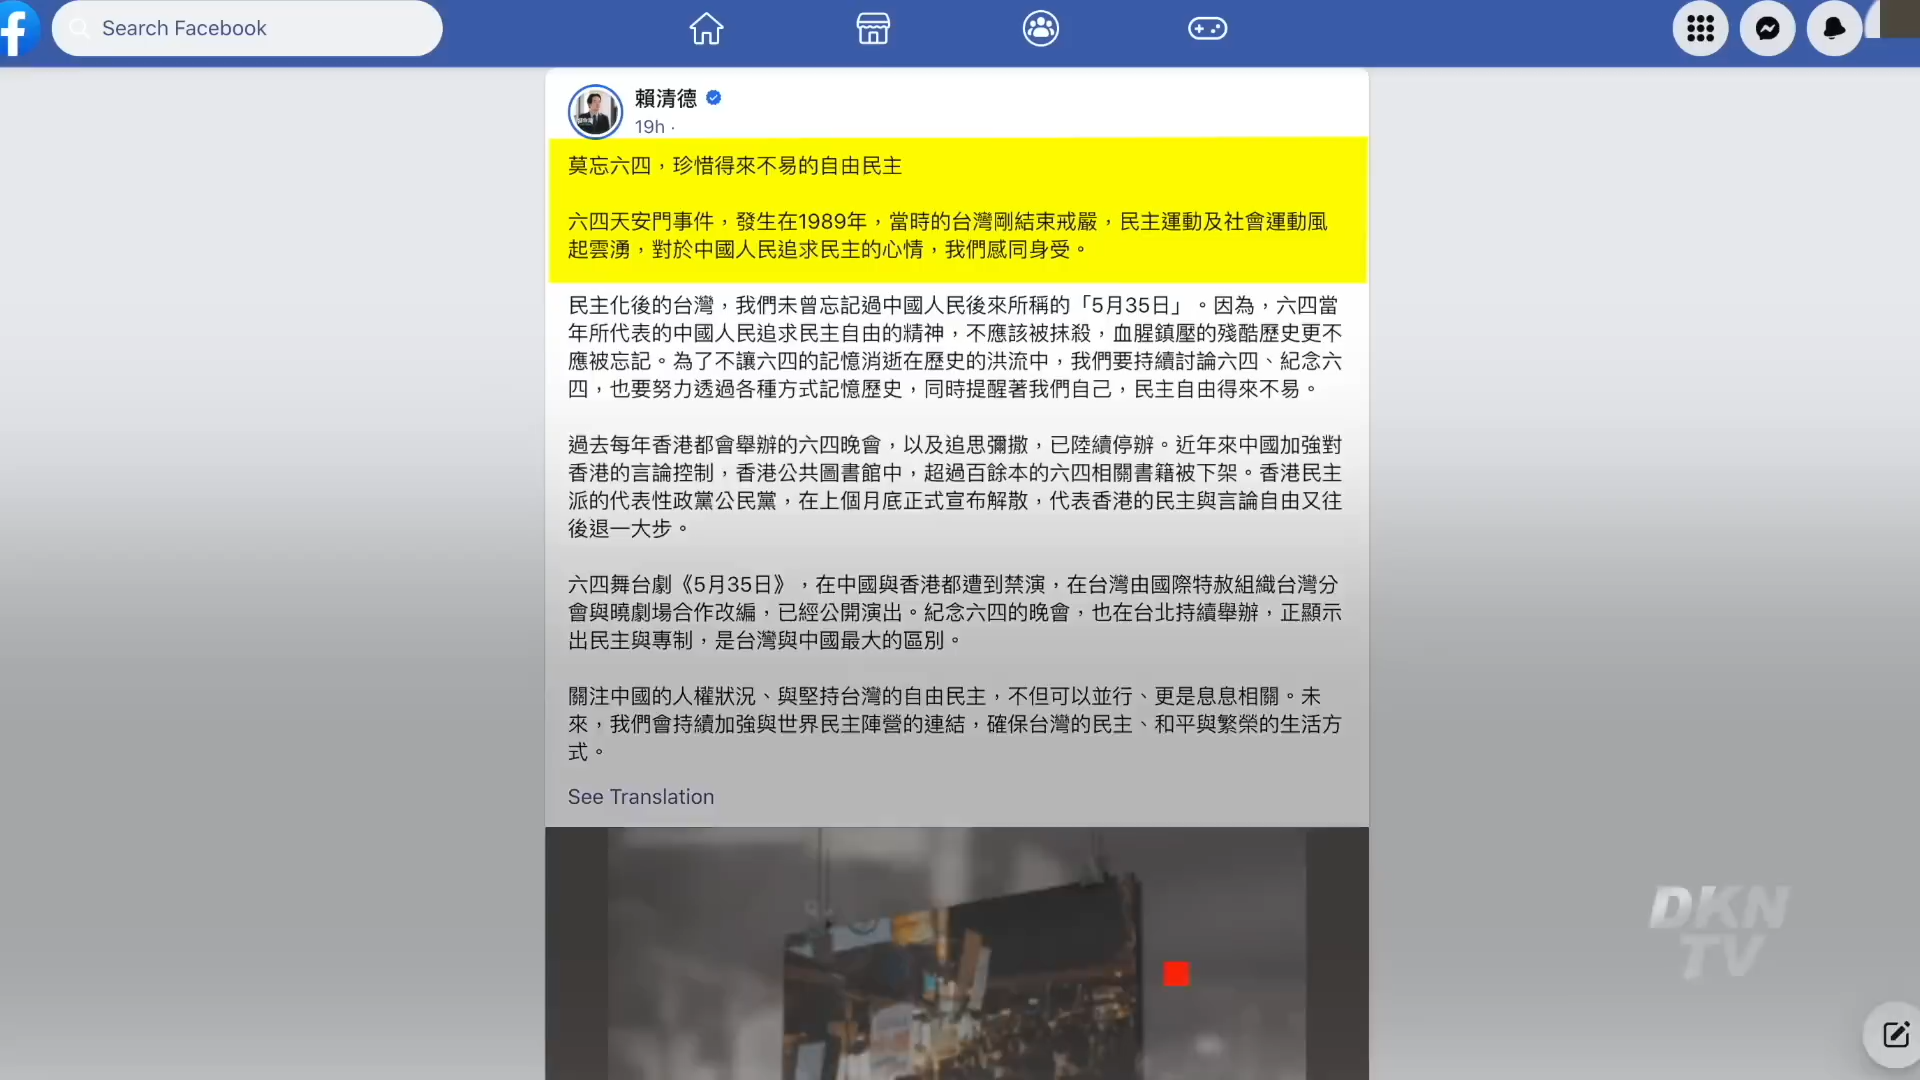 Search Facebook
賴清德
19h ·
莫忘六四，珍惜得來不易的自由民主
六四天安門事件，發生在1989年，當時的台灣剛結束戒嚴，民主運動及社會運動風
起雲湧，對於中國人民追求民主的心情，我們感同身受。
民主化後的台灣，我們未曾忘記過中國人民後來所稱的「5月35日」。因為，六四當
年所代表的中國人民追求民主自由的精神，不應該被抹殺，血腥鎮壓的殘酷歷史更不
應被忘記。為了不讓六四的記憶消逝在歷史的洪流中，我們要持續討論六四、紀念六
四，也要努力透過各種方式記憶歷史，同時提醒著我們自己，民主自由得來不易。
過去每年香港都會舉辦的六四晚會，以及追思彌撒，已陸續停辦。近年來中國加強對
香港的言論控制，香港公共圖書館中，超過百餘本的六四相關書籍被下架。香港民主
派的代表性政黨公民黨，在上個月底正式宣布解散，代表香港的民主與言論自由又往
後退一大步。
六四舞台劇《5月35日》，在中國與香港都遭到禁演，在台灣由國際特赦組織台灣分
會與曉劇場合作改編，已經公開演出。紀念六四的晚會，也在台北持續舉辦，正顯示
出民主與專制，是台灣與中國最大的區別。
關注中國的人權狀況、與堅持台灣的自由民主，不但可以並行、更是息息相關。未
來，我們會持續加強與世界民主陣營的連結，確保台灣的民主、和平與繁榮的生活方
式。
See Translation
DKN
TV